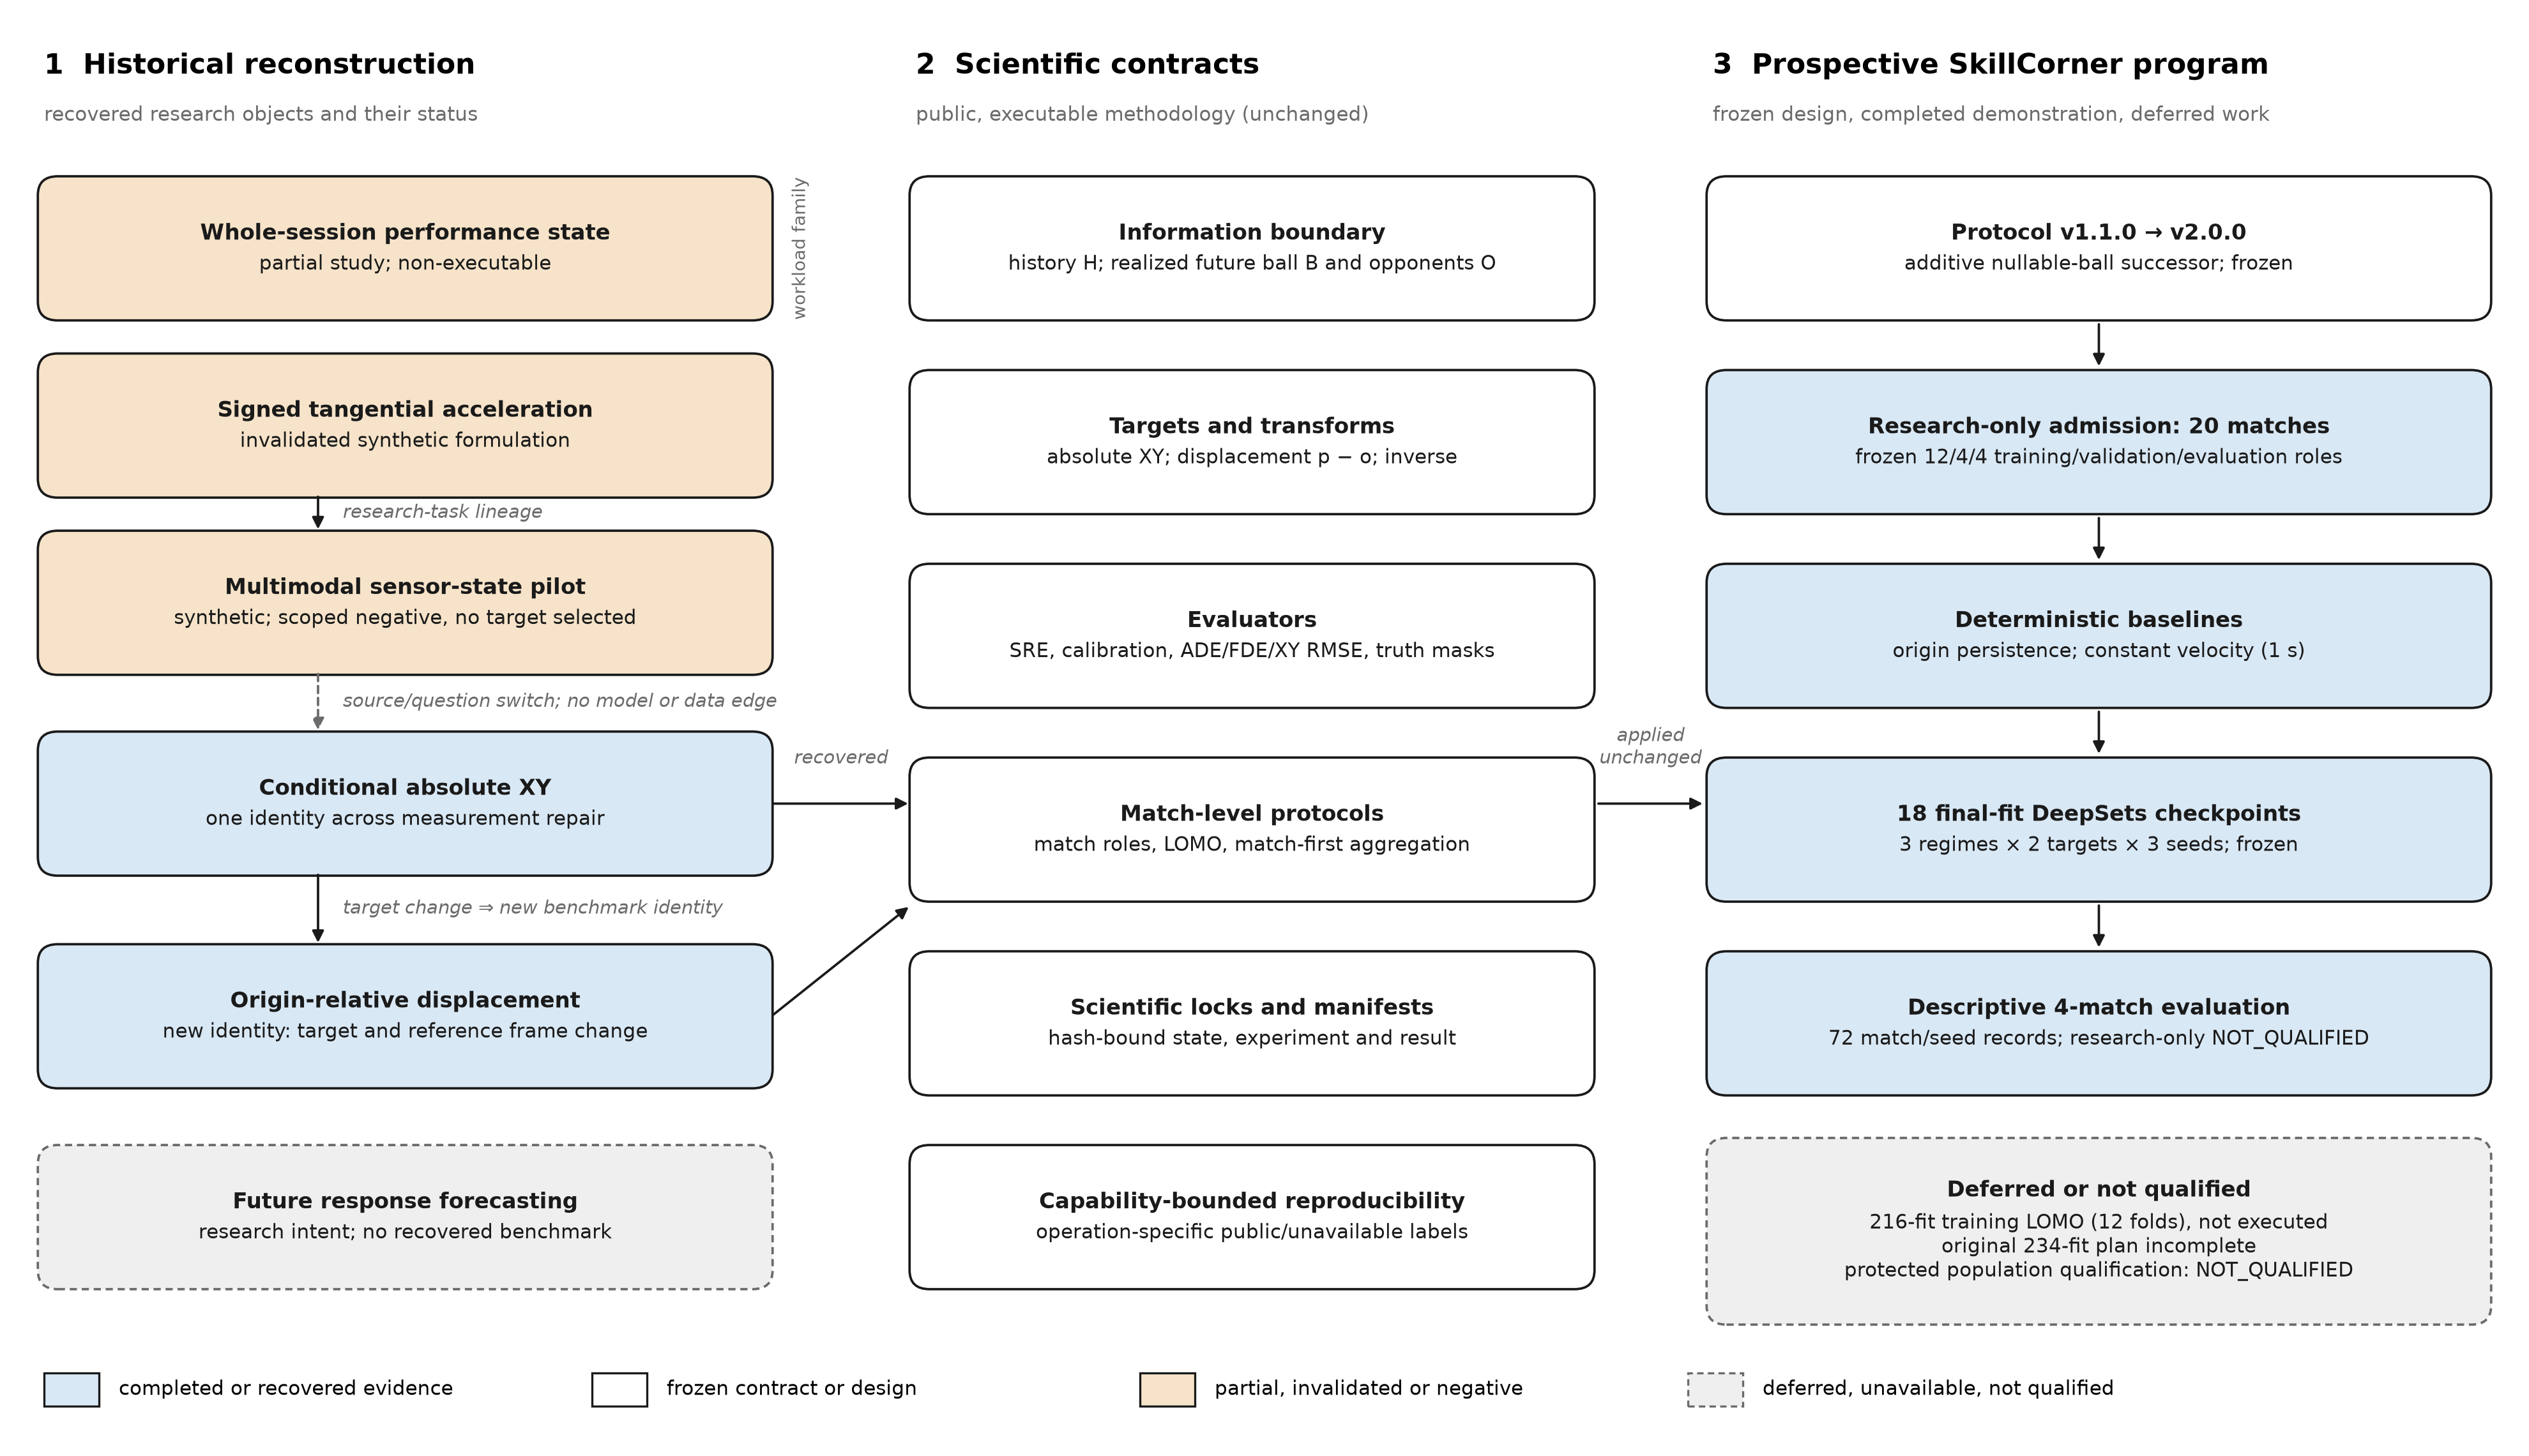 1 Historical reconstruction
recovered research objects and their status
Whole-session performance state
partial study; non-executable
workload family
Signed tangential acceleration
invalidated synthetic formulation
research-task lineage
Multimodal sensor-state pilot
synthetic; scoped negative, no target selected
source/question switch; no model or data edge
Conditional absolute XY
one identity across measurement repair
recovered
target change ⇒ new benchmark identity
Origin-relative displacement
new identity: target and reference frame change
Future response forecasting
research intent; no recovered benchmark
2 Scientific contracts
public, executable methodology (unchanged)
Information boundary
history H; realized future ball B and opponents O
Targets and transforms
absolute XY; displacement p − o; inverse
Evaluators
SRE, calibration, ADE/FDE/XY RMSE, truth masks
Match-level protocols
match roles, LOMO, match-first aggregation
applied
unchanged
Scientific locks and manifests
hash-bound state, experiment and result
Capability-bounded reproducibility
operation-specific public/unavailable labels
3 Prospective SkillCorner program
frozen design, completed demonstration, deferred work
Protocol v1.1.0 → v2.0.0
additive nullable-ball successor; frozen
Research-only admission: 20 matches
frozen 12/4/4 training/validation/evaluation roles
Deterministic baselines
origin persistence; constant velocity (1 s)
18 final-fit DeepSets checkpoints
3 regimes × 2 targets × 3 seeds; frozen
Descriptive 4-match evaluation
72 match/seed records; research-only NOT_QUALIFIED
Deferred or not qualified
216-fit training LOMO (12 folds), not executed
original 234-fit plan incomplete
protected population qualification: NOT_QUALIFIED
completed or recovered evidence
frozen contract or design
partial, invalidated or negative
deferred, unavailable, not qualified